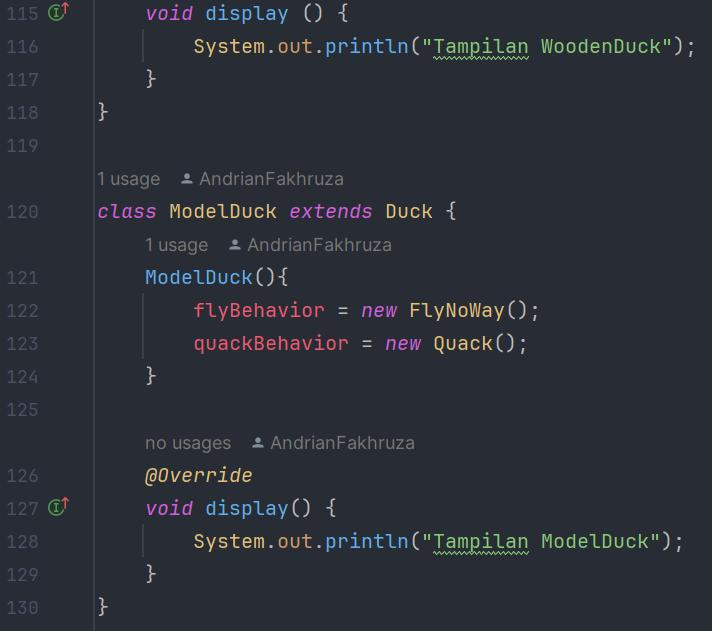 115 void display () {
116 System.out.println("Tampilan WoodenDuck");
117 }
118 }
119
1 usage AndrianFakhruza
120 class ModelDuck extends Duck {
1 usage AndrianFakhruza
121 ModelDuck(){
122 flyBehavior = new FlyNoWay();
123 quackBehavior = new Quack();
124 }
125
no usages AndrianFakhruza
126 @Override
127 void display() {
128 System.out.println("Tampilan ModelDuck");
129 }
130 }